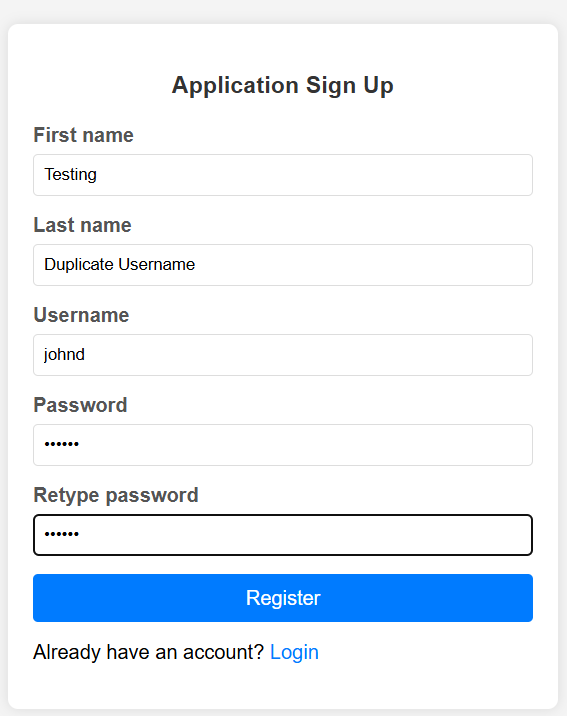 Application Sign Up
First name
Testing
Last name
Duplicate Username
Username
johnd
Password
••••••
Retype password
••••••
Register
Already have an account? Login